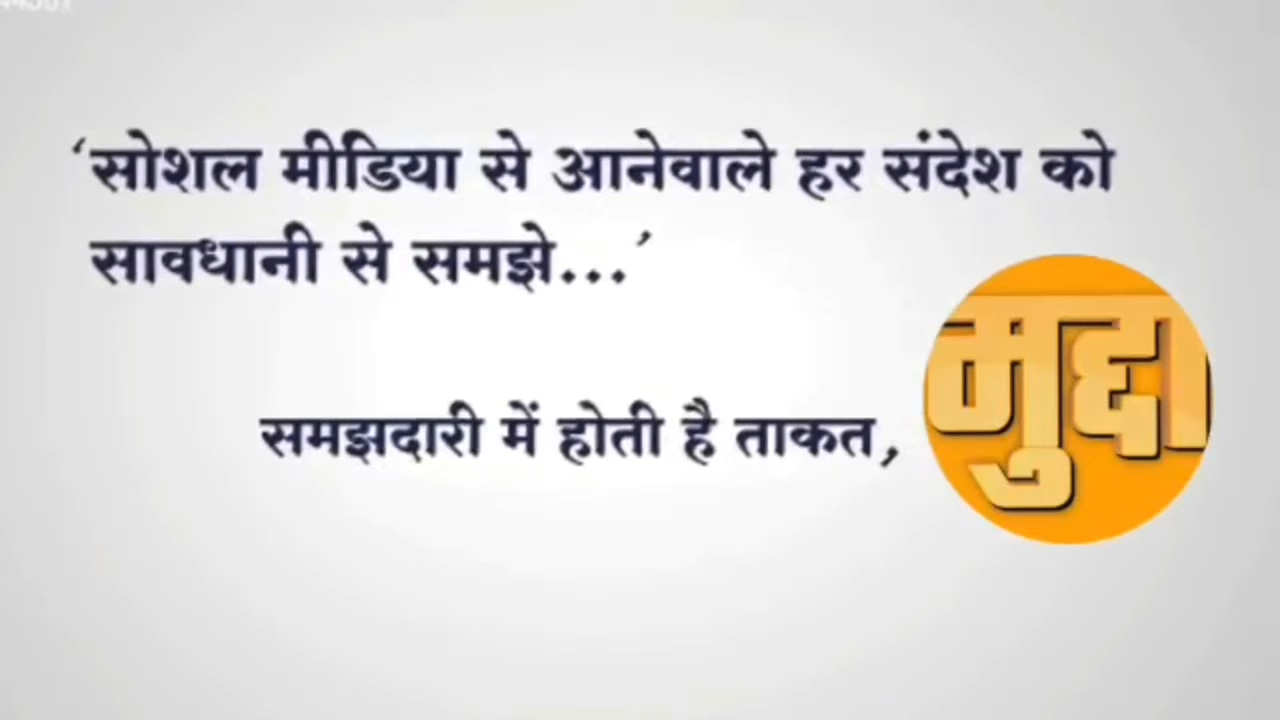 ‘सोशल मीडिया से आनेवाले हर संदेश को
सावधानी से समझे...’
समझदारी में होती है ताकत,
मुद्दा